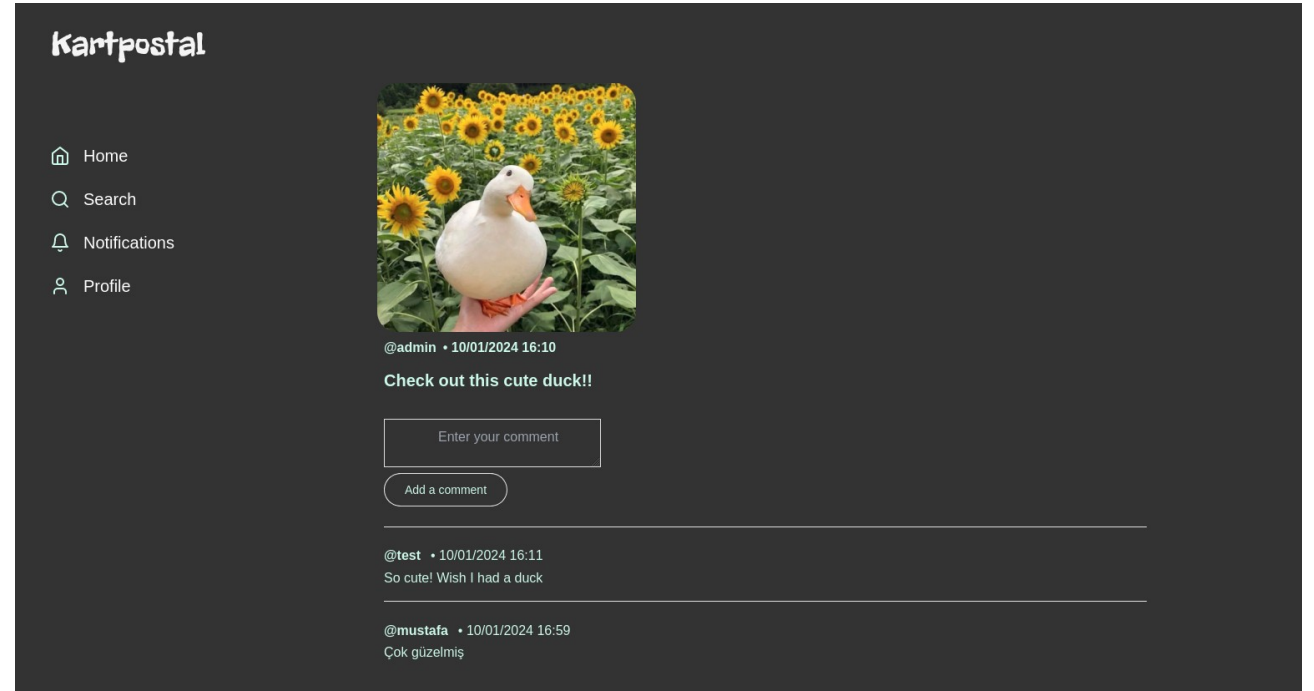 Kartpostal
Home
Search
Notifications
Profile
@admin • 10/01/2024 16:10
Check out this cute duck!!
Enter your comment
Add a comment
@test • 10/01/2024 16:11
So cute! Wish I had a duck
@mustafa • 10/01/2024 16:59
Çok güzelmiş